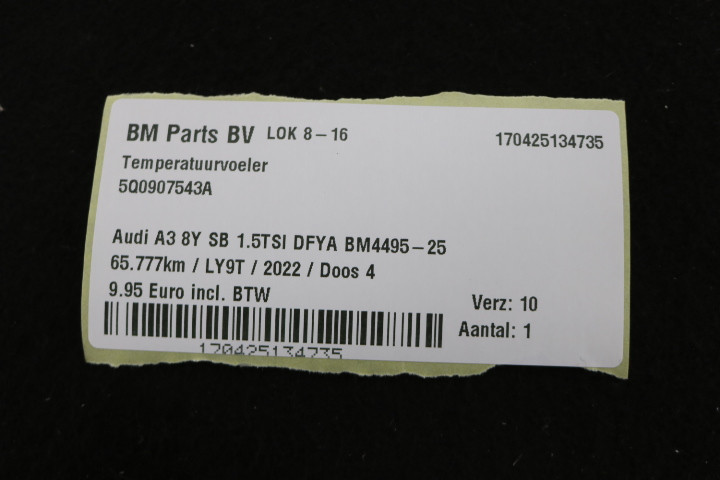 BM Parts BV LOK 8-16 170425134735
Temperatuurvoeler
5Q0907543A
Audi A3 8Y SB 1.5TSI DFYA BM4495-25
65.777km / LY9T / 2022 / Doos 4
9.95 Euro incl. BTW
Verz: 10
Aantal: 1
170425134735